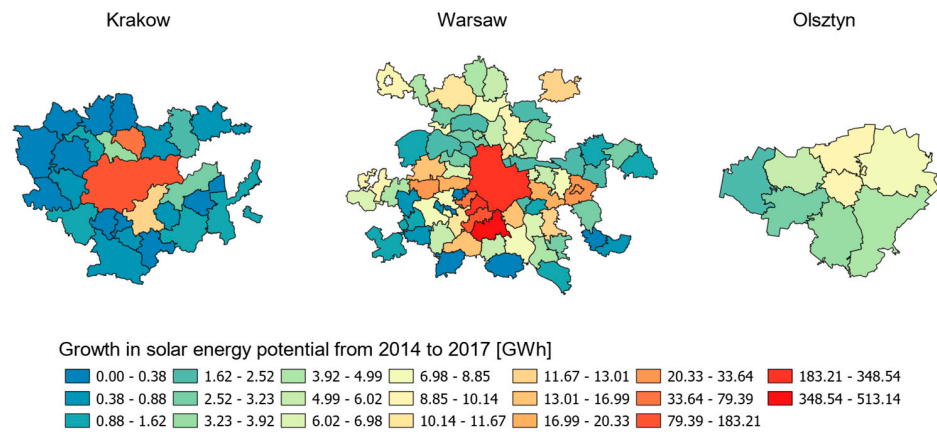 Krakow Warsaw Olsztyn
Growth in solar energy potential from 2014 to 2017 [GWh]
0.00 - 0.38 1.62 - 2.52 3.92 - 4.99 6.98 - 8.85 11.67 - 13.01 20.33 - 33.64 183.21 - 348.54
0.38 - 0.88 2.52 - 3.23 4.99 - 6.02 8.85 - 10.14 13.01 - 16.99 33.64 - 79.39 348.54 - 513.14
0.88 - 1.62 3.23 - 3.92 6.02 - 6.98 10.14 - 11.67 16.99 - 20.33 79.39 - 183.21